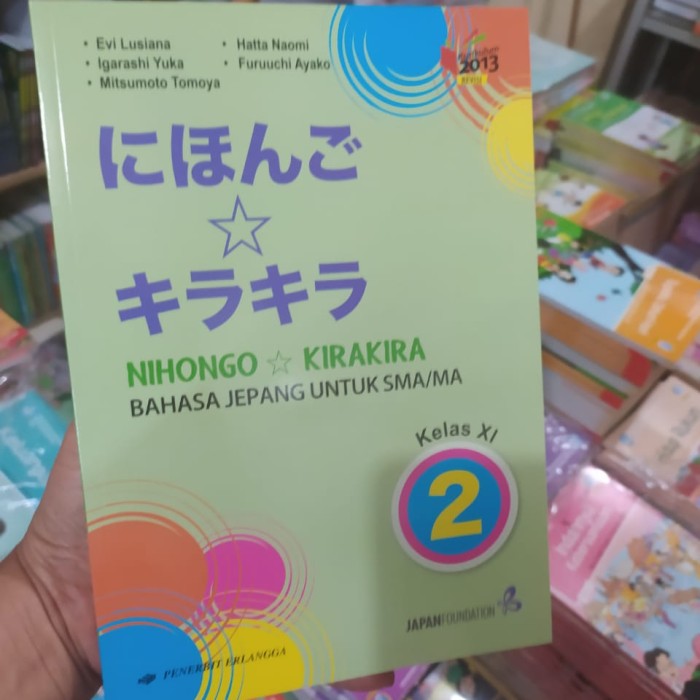 • Evi Lusiana
• Hatta Naomi
• Igarashi Yuka
• Furuuchi Ayako
• Mitsumoto Tomoya
2013
にほんご
☆
キラキラ
NIHONGO ☆ KIRAKIRA
BAHASA JEPANG UNTUK SMA/MA
Kelas XI
2
JAPANFOUNDATION
PENERBIT ERLANGGA